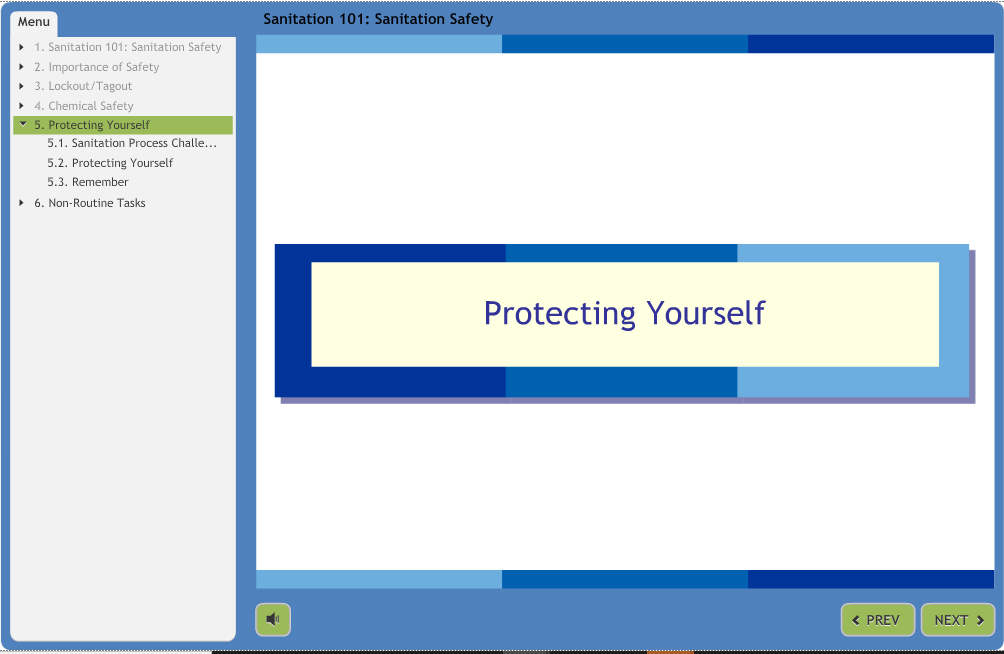 Menu
Sanitation 101: Sanitation Safety
1. Sanitation 101: Sanitation Safety
2. Importance of Safety
3. Lockout/Tagout
4. Chemical Safety
5. Protecting Yourself
5.1. Sanitation Process Challe...
5.2. Protecting Yourself
5.3. Remember
6. Non-Routine Tasks
Protecting Yourself
PREV
NEXT